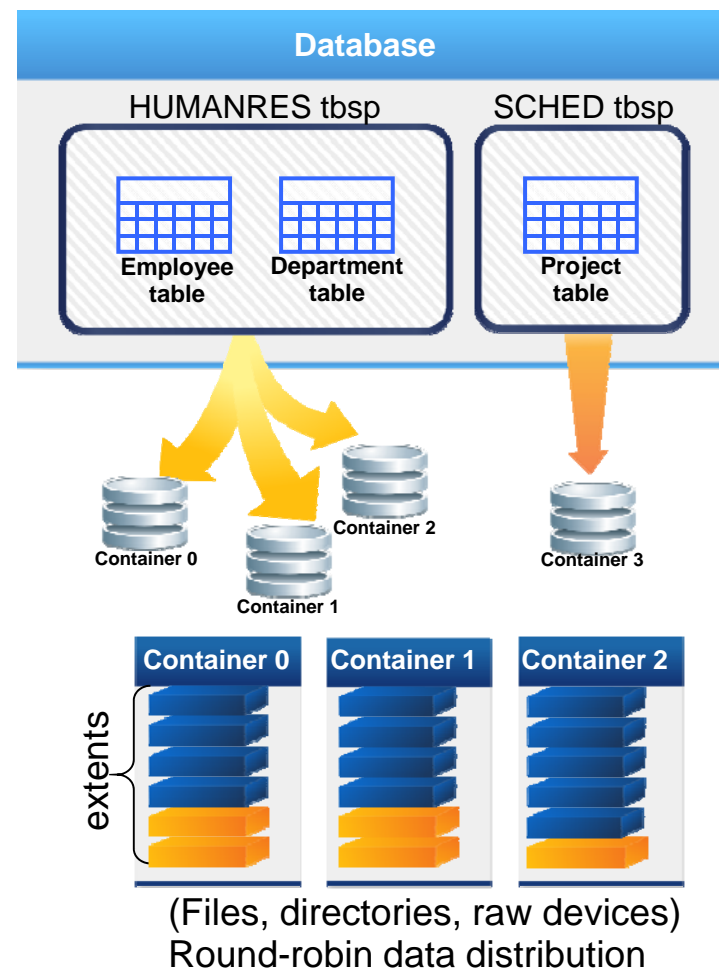 Database
HUMANRES tbsp
SCHED tbsp
Employee
table
Department
table
Project
table
Container 0
Container 1
Container 2
Container 3
Container 0
Container 1
Container 2
extents
(Files, directories, raw devices)
Round-robin data distribution